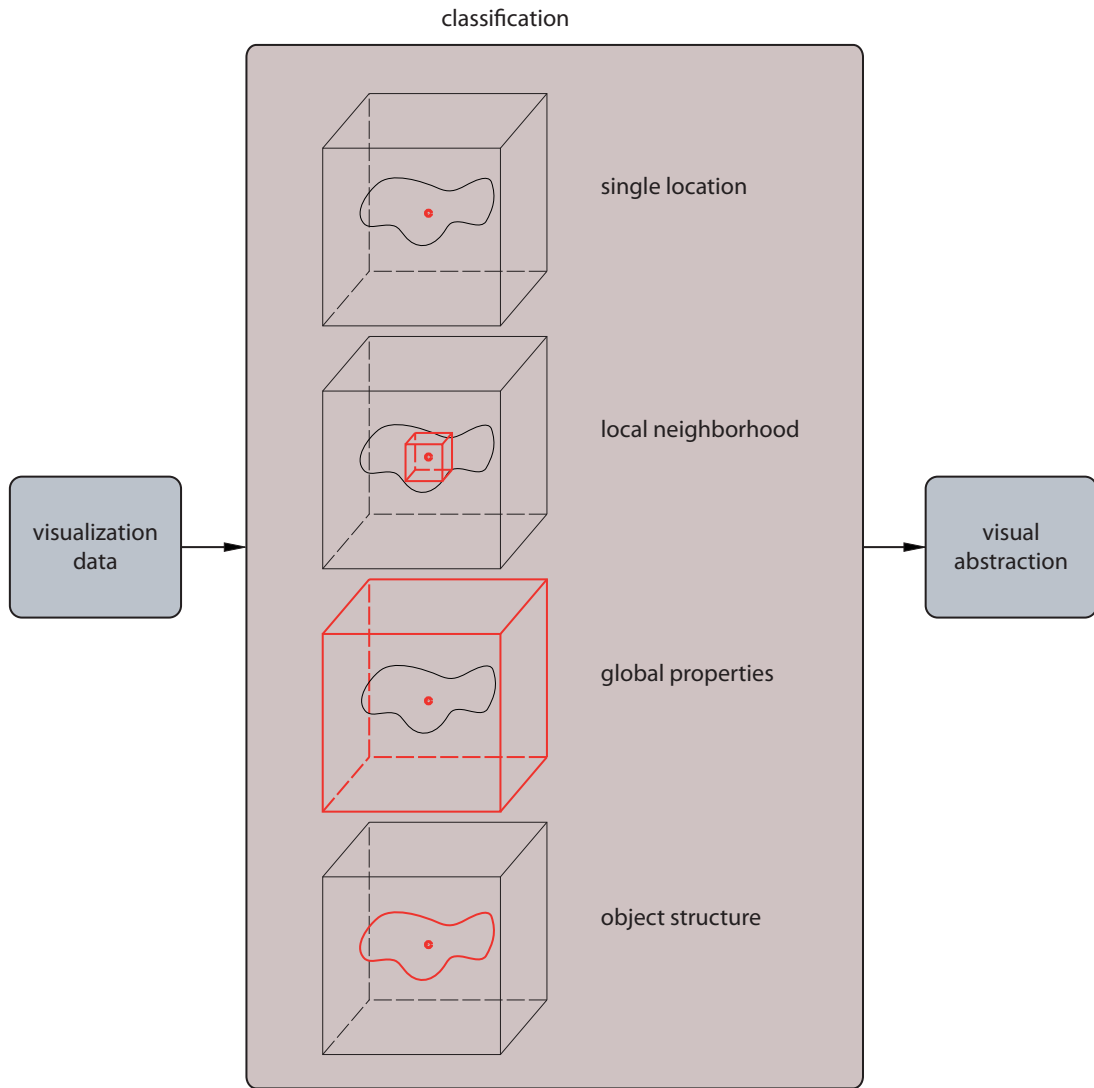 classification
single location
local neighborhood
visualization
data
visual
abstraction
global properties
object structure